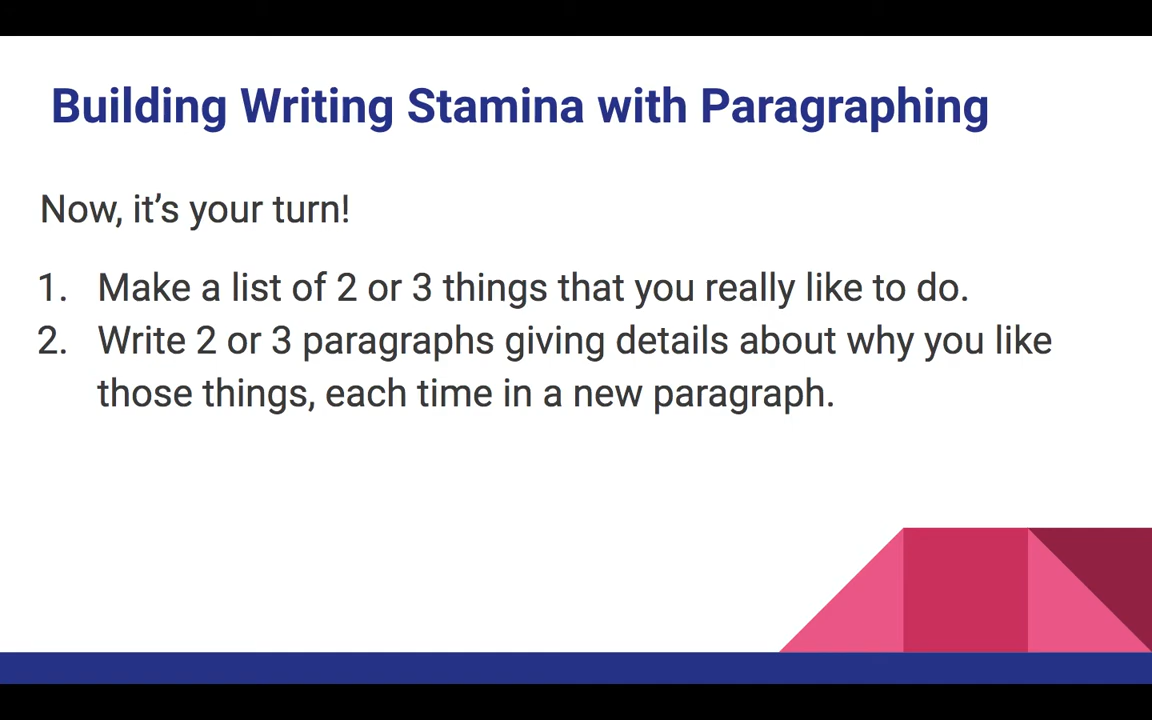 Building Writing Stamina with Paragraphing
Now, it’s your turn!
1. Make a list of 2 or 3 things that you really like to do.
2. Write 2 or 3 paragraphs giving details about why you like
those things, each time in a new paragraph.